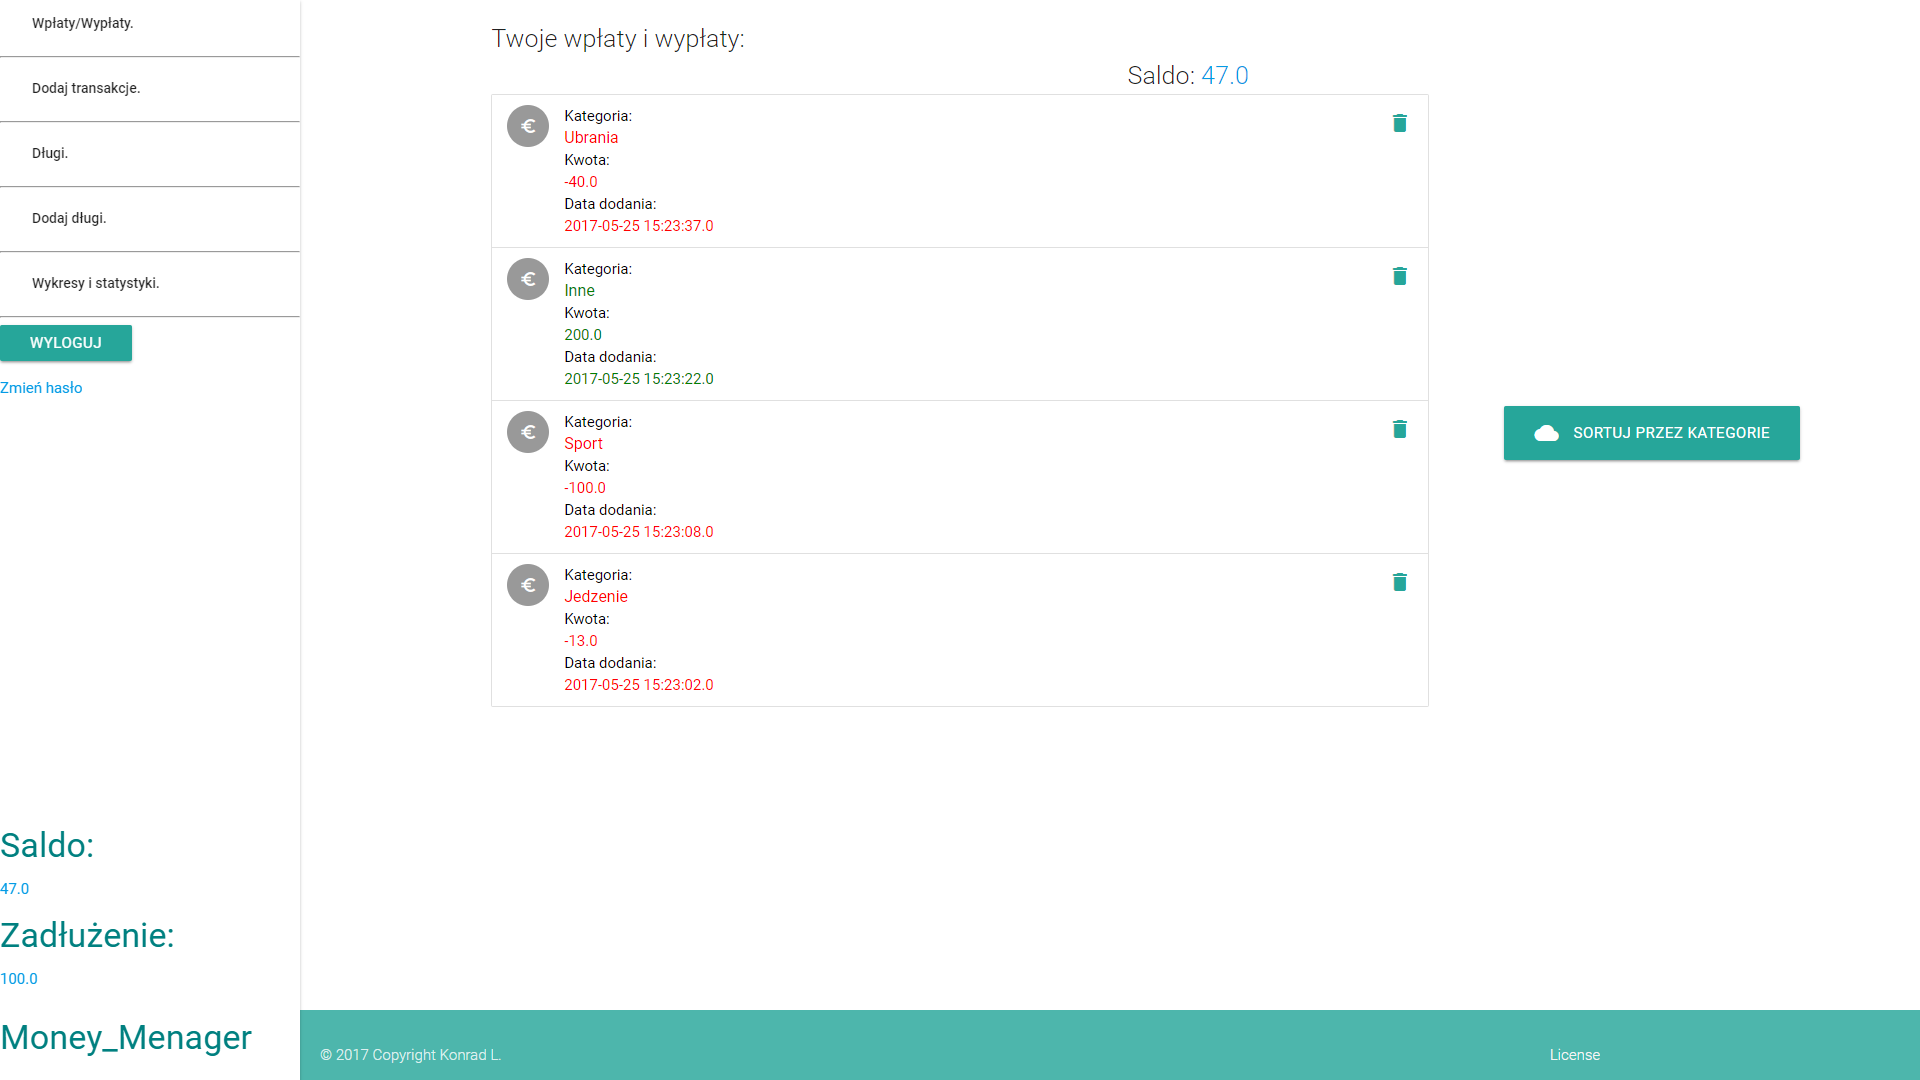 Wpłaty/Wypłaty.
Dodaj transakcje.
Długi.
Dodaj długi.
Wykresy i statystyki.
WYLOGUJ
Zmień hasło
Saldo:
47.0
Zadłużenie:
100.0
Money_Menager
Twoje wpłaty i wypłaty:
Saldo: 47.0
€
Kategoria:
Ubrania
Kwota:
-40.0
Data dodania:
2017-05-25 15:23:37.0
€
Kategoria:
Inne
Kwota:
200.0
Data dodania:
2017-05-25 15:23:22.0
€
Kategoria:
Sport
Kwota:
-100.0
Data dodania:
2017-05-25 15:23:08.0
€
Kategoria:
Jedzenie
Kwota:
-13.0
Data dodania:
2017-05-25 15:23:02.0
SORTUJ PRZEZ KATEGORIE
© 2017 Copyright Konrad L.
License